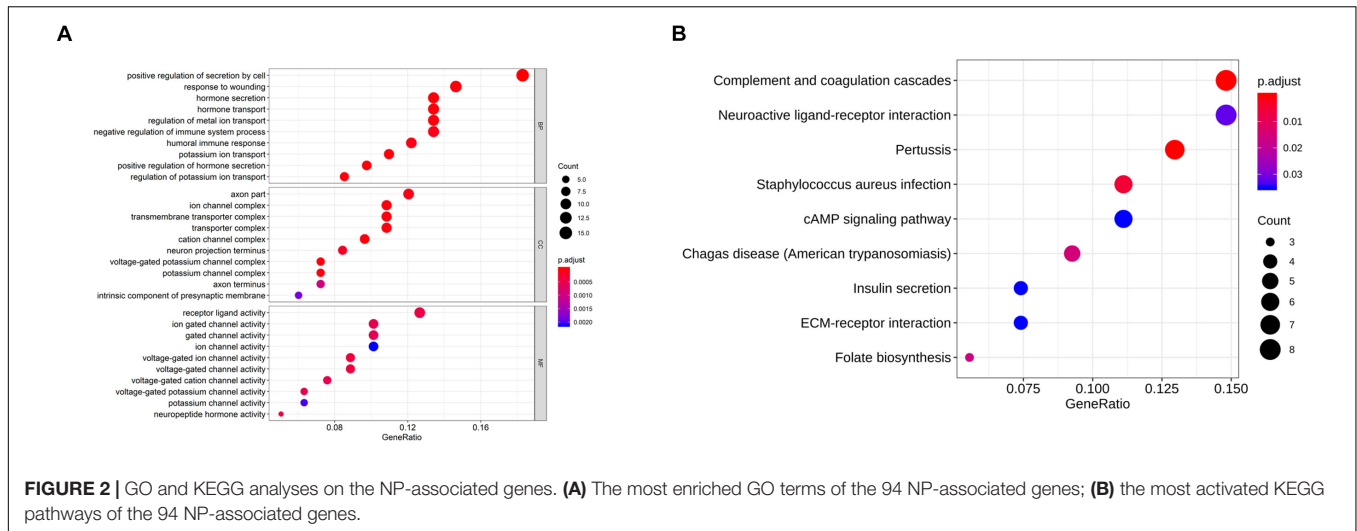 A
positive regulation of secretion by cell
response to wounding
hormone secretion
hormone transport
regulation of metal ion transport
negative regulation of immune system process
humoral immune response
potassium ion transport
positive regulation of hormone secretion
regulation of potassium ion transport
BP
axon part
ion channel complex
transmembrane transporter complex
transporter complex
cation channel complex
neuron projection terminus
voltage-gated potassium channel complex
potassium channel complex
axon terminus
intrinsic component of presynaptic membrane
CC
receptor ligand activity
ion gated channel activity
gated channel activity
ion channel activity
voltage-gated ion channel activity
voltage-gated channel activity
voltage-gated cation channel activity
voltage-gated potassium channel activity
potassium channel activity
neuropeptide hormone activity
MF
0.08 0.12 0.16
GeneRatio
Count
5.0
7.5
10.0
12.5
15.0
p.adjust
0.0005
0.0010
0.0015
0.0020
B
Complement and coagulation cascades
Neuroactive ligand-receptor interaction
Pertussis
Staphylococcus aureus infection
cAMP signaling pathway
Chagas disease (American trypanosomiasis)
Insulin secretion
ECM-receptor interaction
Folate biosynthesis
0.075 0.100 0.125 0.150
GeneRatio
p.adjust
0.01
0.02
0.03
Count
3
4
5
6
7
8
FIGURE 2 | GO and KEGG analyses on the NP-associated genes. (A) The most enriched GO terms of the 94 NP-associated genes; (B) the most activated KEGG
pathways of the 94 NP-associated genes.